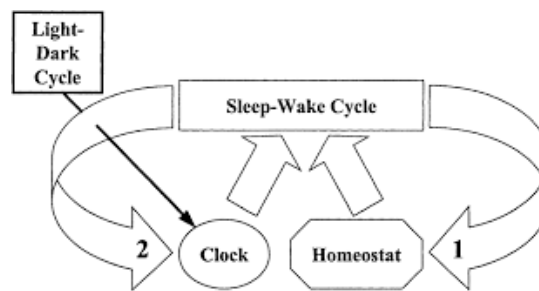 Light-
Dark
Cycle
Sleep-Wake Cycle
2
Clock
Homeostat
1